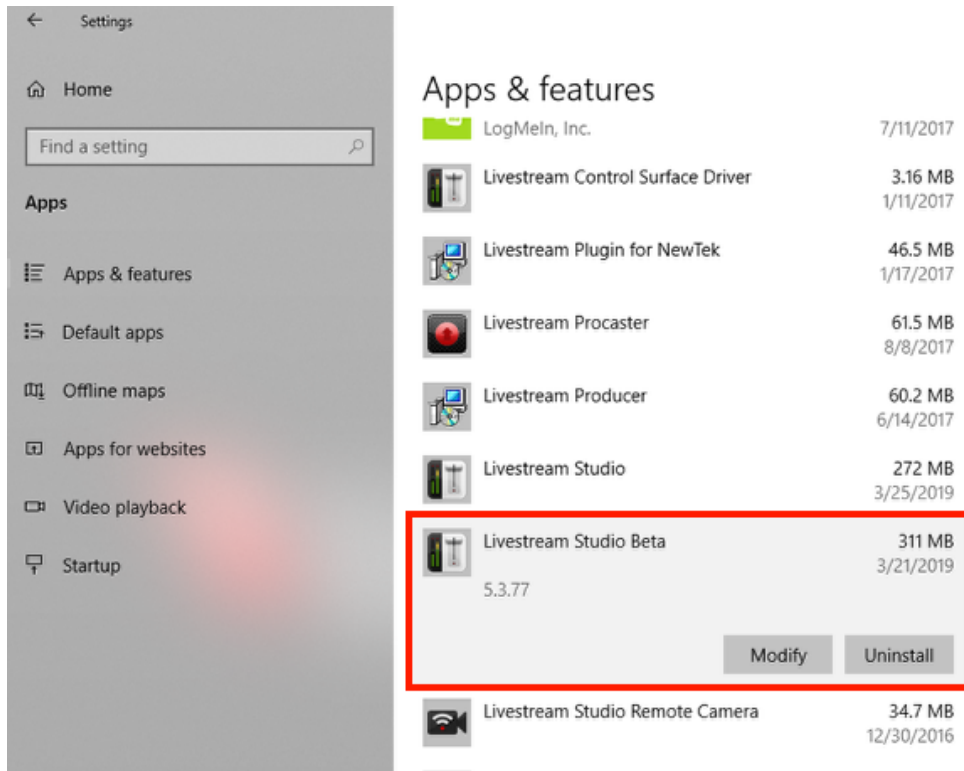 Settings
Home
Find a setting
Apps
Apps & features
Default apps
Offline maps
Apps for websites
Video playback
Startup
Apps & features
LogMeIn, Inc. 7/11/2017
Livestream Control Surface Driver 3.16 MB
1/11/2017
Livestream Plugin for NewTek 46.5 MB
1/17/2017
Livestream Procaster 61.5 MB
8/8/2017
Livestream Producer 60.2 MB
6/14/2017
Livestream Studio 272 MB
3/25/2019
Livestream Studio Beta 311 MB
3/21/2019
5.3.77
Modify Uninstall
Livestream Studio Remote Camera 34.7 MB
12/30/2016